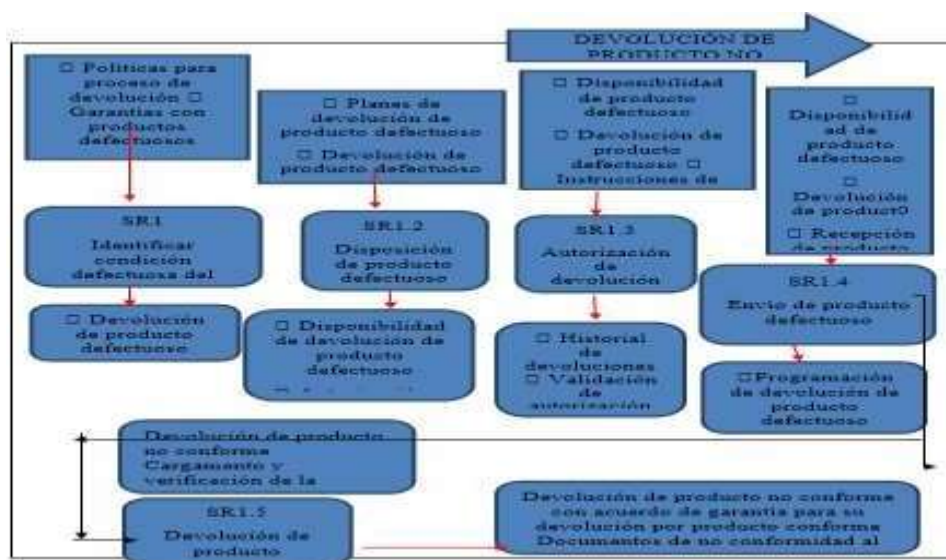 DEVOLUCIÓN DE
PRODUCTO NO
□ Políticas para
proceso de
devolución □
Garantías con
productos
defectuosos
□ Planes de
devolución de
producto defectuoso
□ Devolución de
producto defectuoso
□ Disponibilidad
de producto
defectuoso
□ Devolución de
producto
defectuoso □
Instrucciones de
□
Disponibilid
ad de
producto
defectuoso
□
Devolución
de product0
□ Recepción
de producto
SR1
Identificar
condición
defectuosa del
SR1.2
Disposición
de producto
defectuoso
SR1.3
Autorización
de
devolución
SR1.4
Envío de producto
defectuoso
□ Devolución
de producto
defectuoso
□ Disponibilidad
de devolución de
producto
defectuoso
□ Historial
de
devoluciones
□ Validación
de
autorización
□Programación
de devolución de
producto
defectuoso
Devolución de producto
no conforme
Cargamento y
verificación de la
SR1.5
Devolución de
producto
Devolución de producto no conforme
con acuerdo de garantía para su
devolución por producto conforme
Documentos de no conformidad al